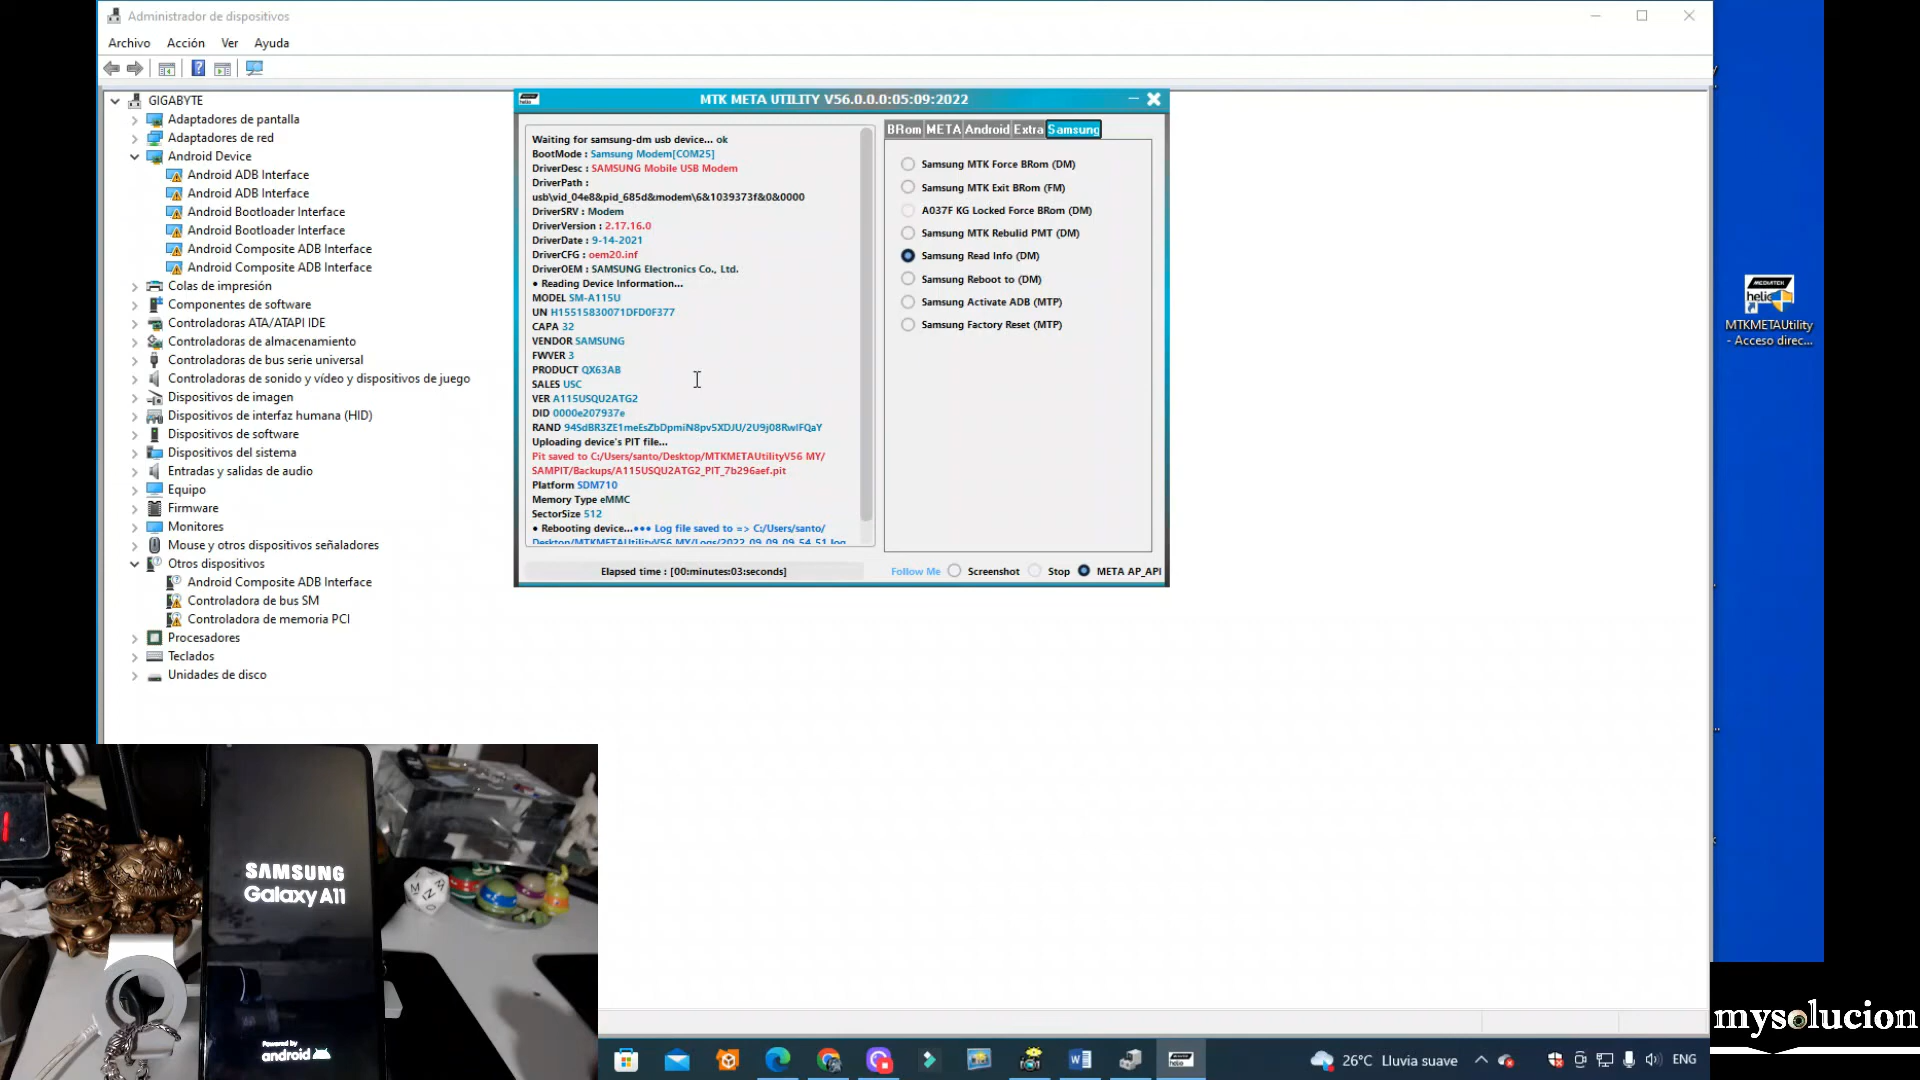 Administrador de dispositivos
Archivo Acción Ver Ayuda
GIGABYTE
Adaptadores de pantalla
Adaptadores de red
Android Device
Android ADB Interface
Android ADB Interface
Android Bootloader Interface
Android Bootloader Interface
Android Composite ADB Interface
Android Composite ADB Interface
Colas de impresión
Componentes de software
Controladoras ATA/ATAPI IDE
Controladoras de almacenamiento
Controladoras de bus serie universal
Controladoras de sonido y vídeo y dispositivos de juego
Dispositivos de imagen
Dispositivos de interfaz humana (HID)
Dispositivos de software
Dispositivos del sistema
Entradas y salidas de audio
Equipo
Firmware
Monitores
Mouse y otros dispositivos señaladores
Otros dispositivos
Android Composite ADB Interface
Controladora de bus SM
Controladora de memoria PCI
Procesadores
Teclados
Unidades de disco
MTK META UTILITY V56.0.0.0:05:09:2022
Waiting for samsung-dm usb device... ok
BootMode : Samsung Modem[COM25]
DriverDesc : SAMSUNG Mobile USB Modem
DriverPath :
usb\vid_04e8&pid_685d&modem\6&1039373f&0&0000
DriverSRV : Modem
DriverVersion : 2.17.16.0
DriverDate : 9-14-2021
DriverCFG : oem20.inf
DriverOEM : SAMSUNG Electronics Co., Ltd.
• Reading Device Information...
MODEL SM-A115U
UN H15515830071DFD0F377
CAPA 32
VENDOR SAMSUNG
FWVER 3
PRODUCT QX63AB
SALES USC
VER A115USQU2ATG2
DID 0000e207937e
RAND 94SdBR3ZE1meEsZbDpmiN8pv5XDJU/2U9j08RwIFQaY
Uploading device's PIT file...
Pit saved to C:/Users/santo/Desktop/MTKMETAUtilityV56 MY/
SAMPIT/Backups/A115USQU2ATG2_PIT_7b296aef.pit
Platform SDM710
Memory Type eMMC
SectorSize 512
• Rebooting device...••• Log file saved to => C:/Users/santo/
Desktop/MTKMETAUtilityV56 MY/Logs/2022_09_09_09_54_51.log
Elapsed time : [00:minutes:03:seconds]
BRom META Android Extra Samsung
Samsung MTK Force BRom (DM)
Samsung MTK Exit BRom (FM)
A037F KG Locked Force BRom (DM)
Samsung MTK Rebulid PMT (DM)
Samsung Read Info (DM)
Samsung Reboot to (DM)
Samsung Activate ADB (MTP)
Samsung Factory Reset (MTP)
Follow Me Screenshot Stop META AP_API
MEDIATEK
helio
MTKMETAUtility
- Acceso direc...
SAMSUNG
Galaxy A11
Powered by
android
mysolucion
26°C Lluvia suave
ENG